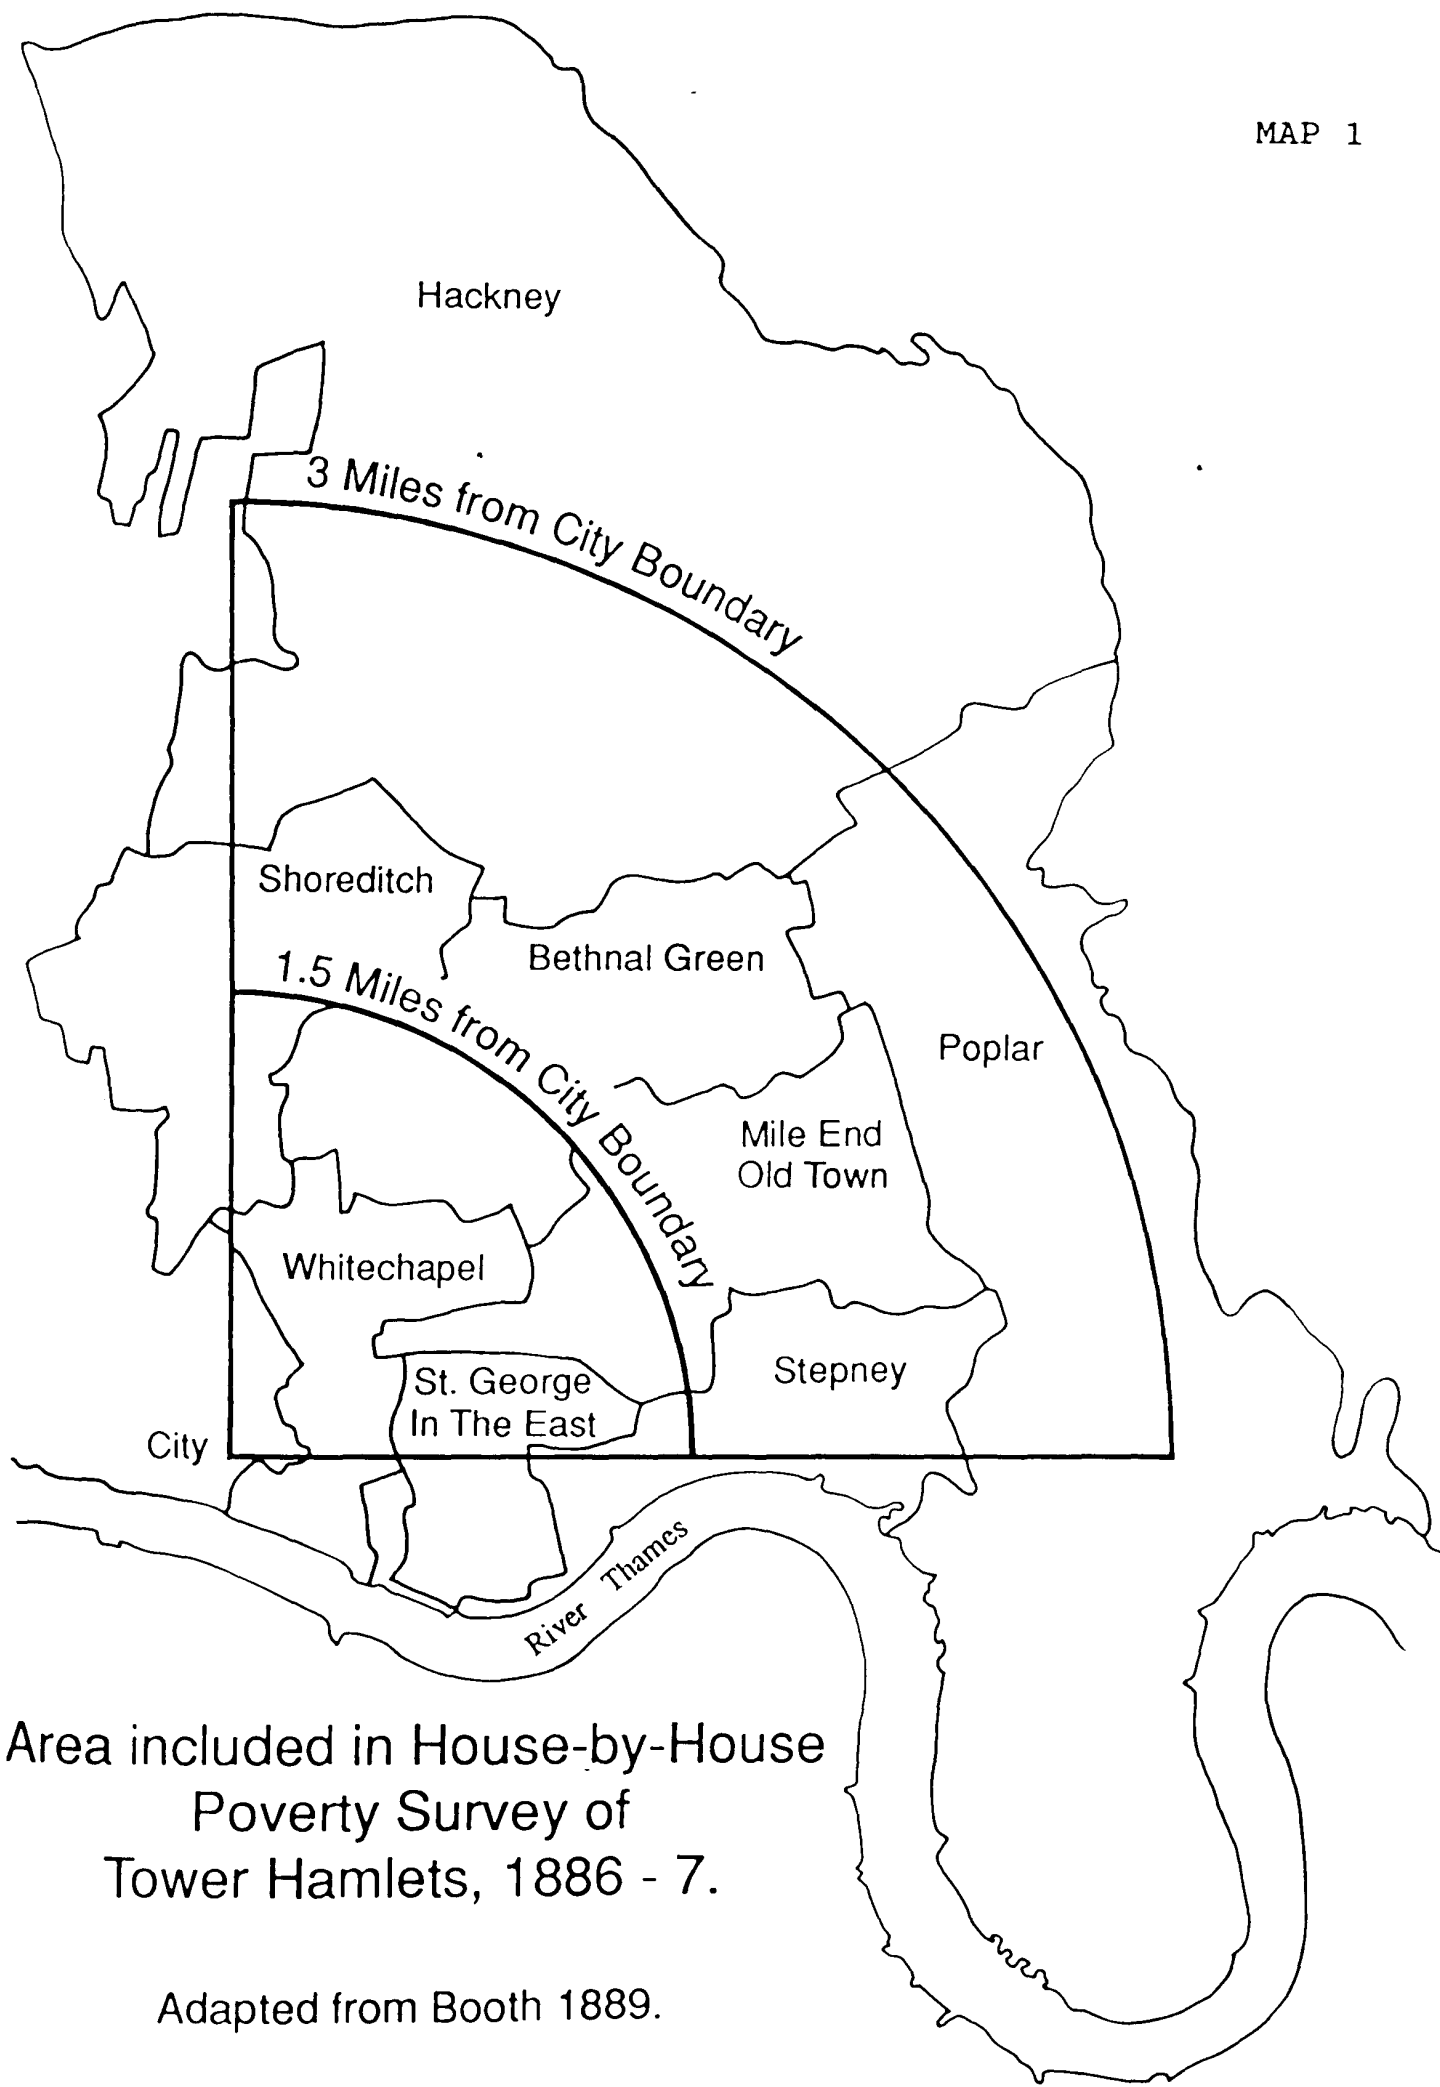 MAP 1
Hackney
3 Miles from City Boundary
Shoreditch
Bethnal Green
1.5 Miles from City Boundary
Poplar
Mile End
Old Town
Whitechapel
Stepney
St. George
In The East
City
River Thames
Area included in House-by-House
Poverty Survey of
Tower Hamlets, 1886 - 7.
Adapted from Booth 1889.